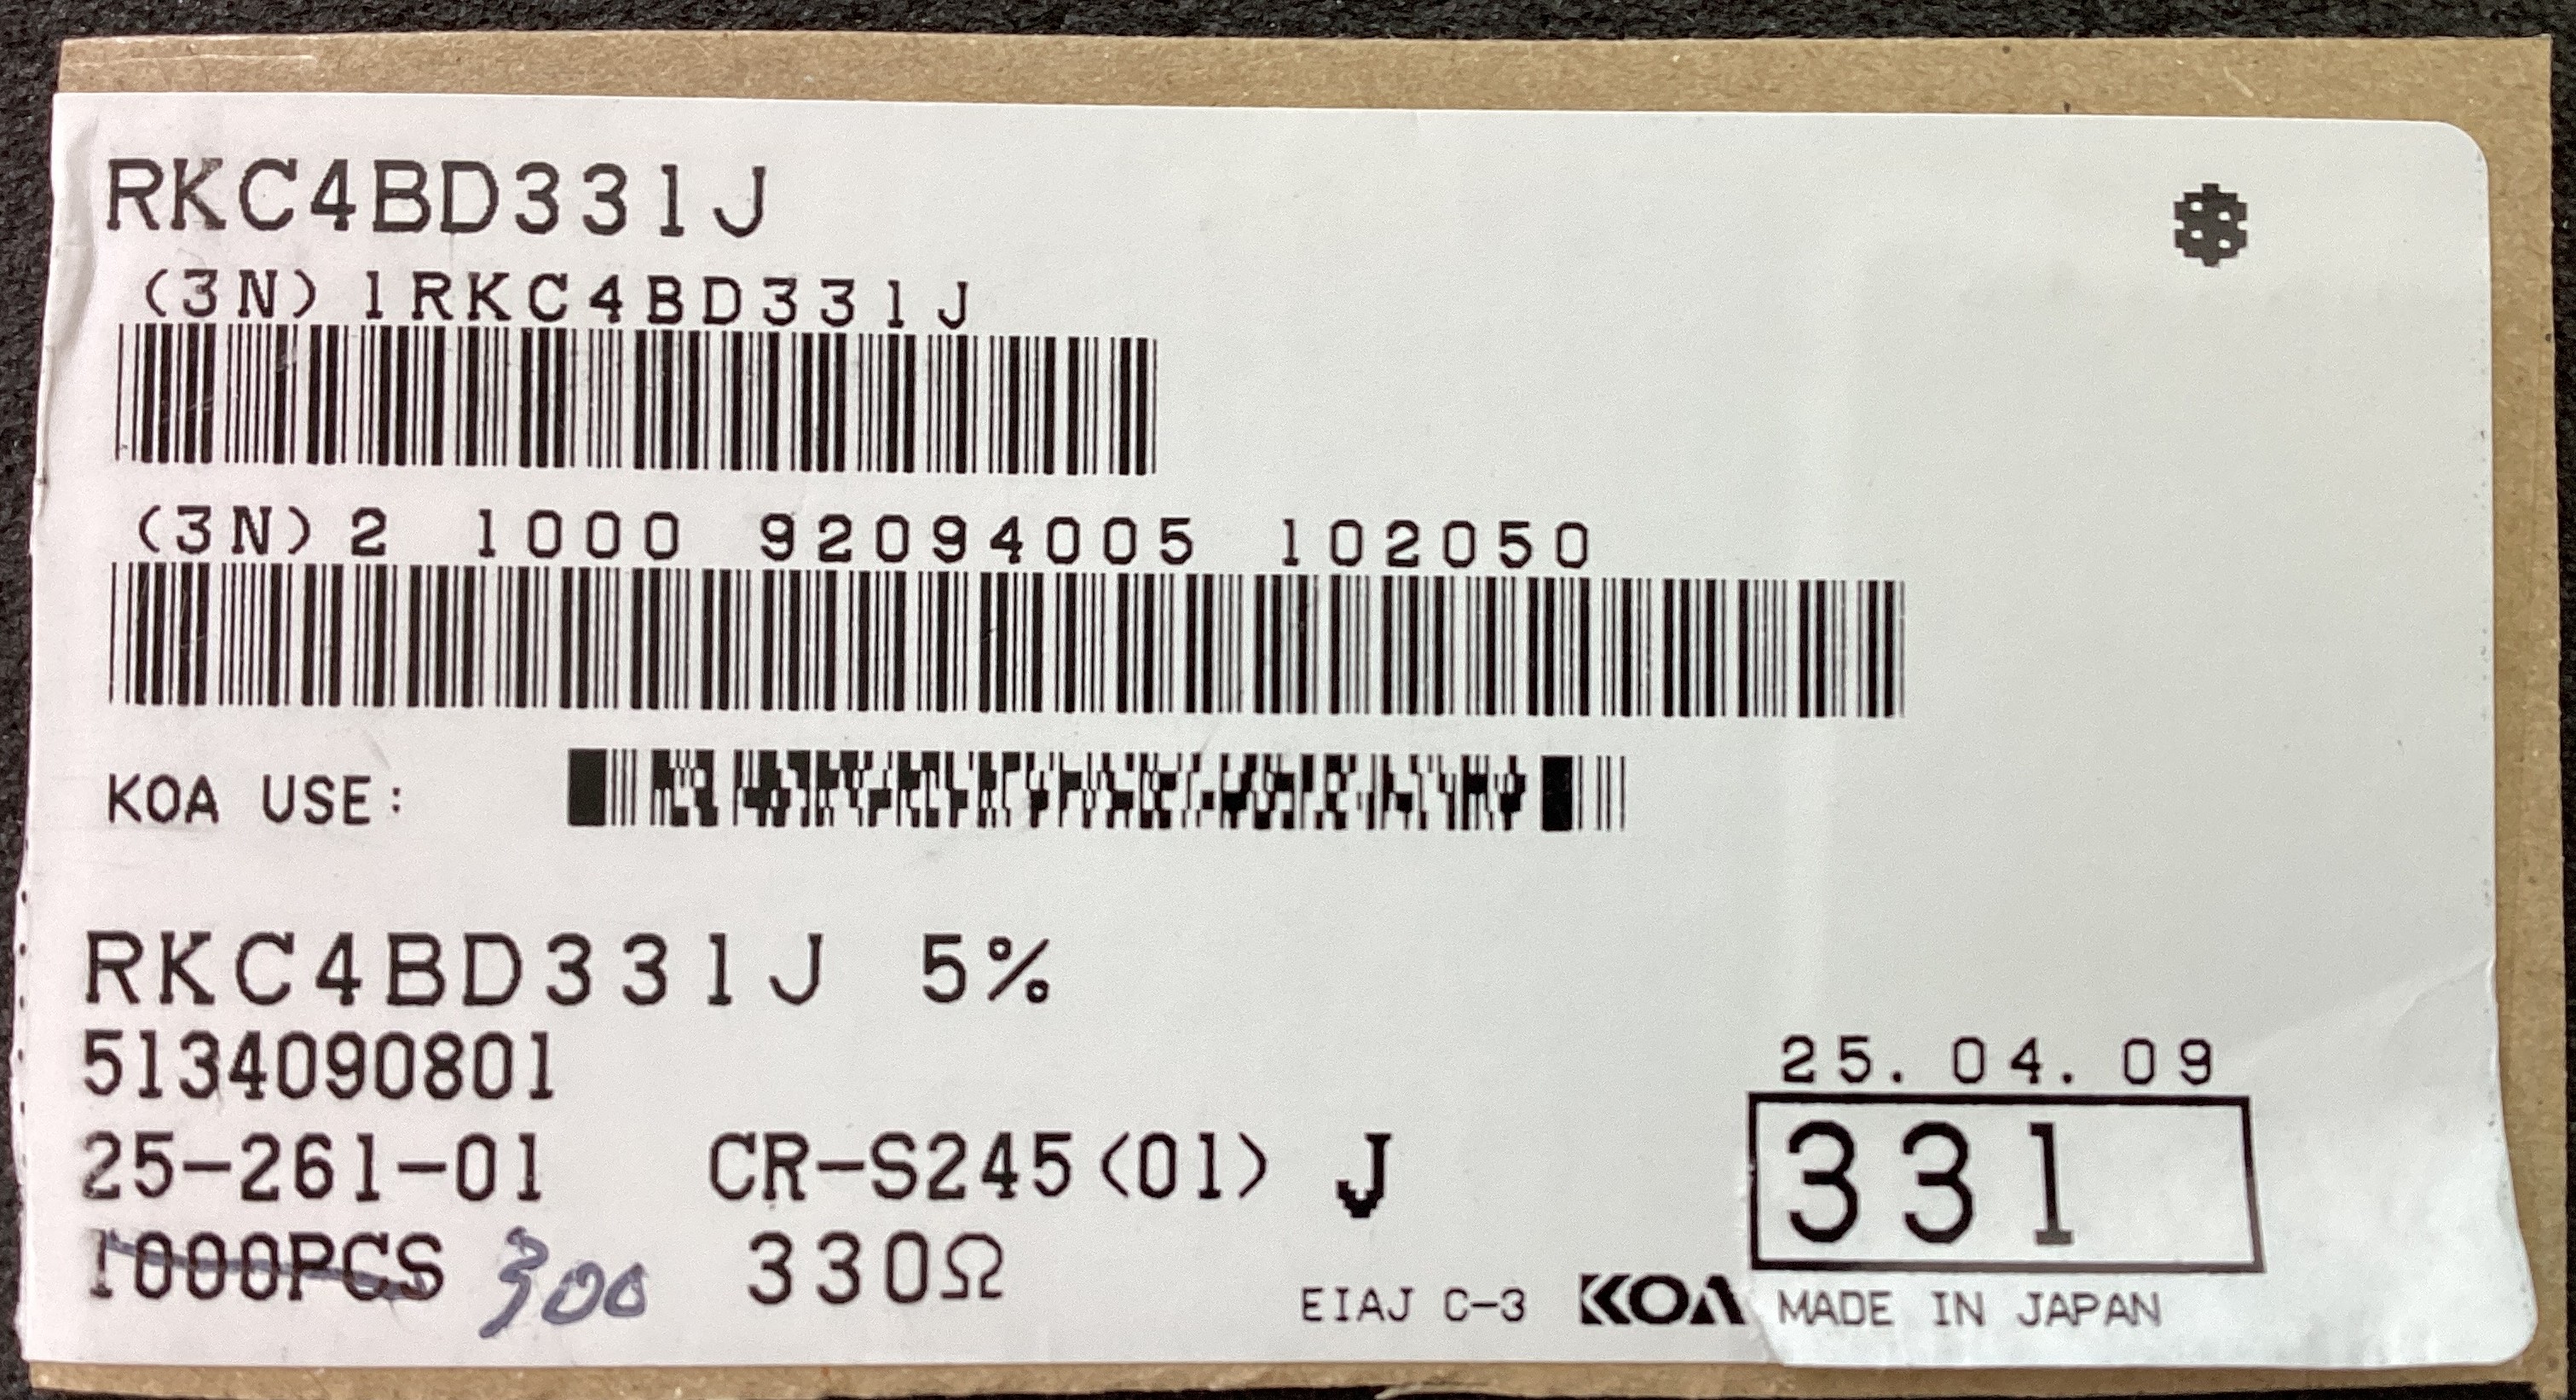 RKC4BD331J
(3N)1RKC4BD331J
(3N)2 1000 92094005 102050
KOA USE:
RKC4BD331J 5%
5134090801
25.04.09
25-261-01 CR-S245(01) J 331
1000PCS 300 330Ω
EIAJ C-3 KOA MADE IN JAPAN